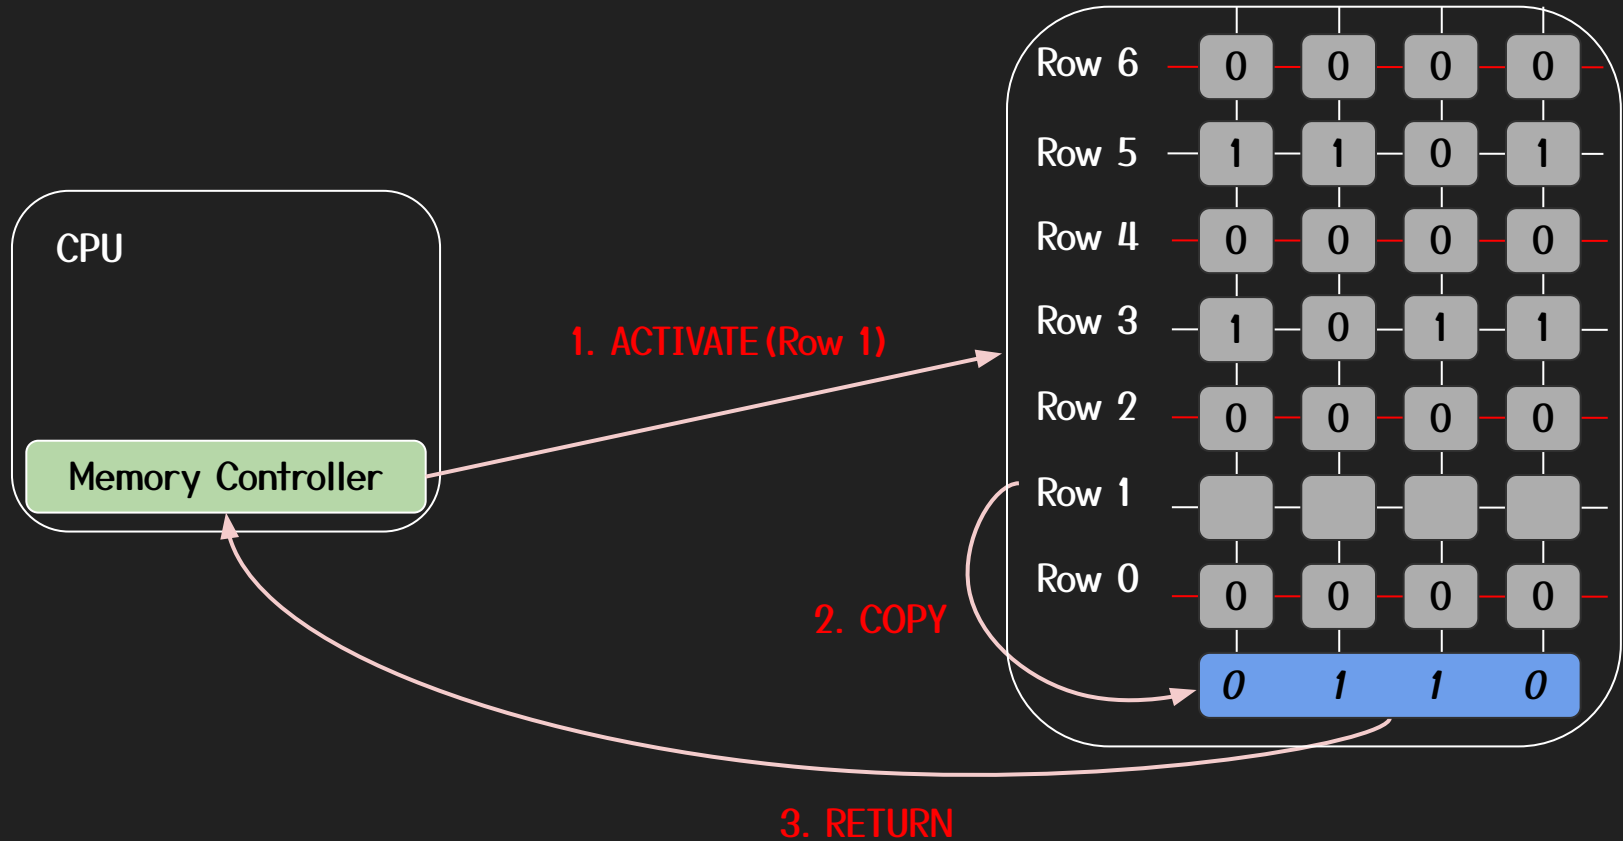 CPU
Memory Controller
1. ACTIVATE (Row 1)
2. COPY
3. RETURN
Row 6 0 0 0 0
Row 5 1 1 0 1
Row 4 0 0 0 0
Row 3 1 0 1 1
Row 2 0 0 0 0
Row 1
Row 0 0 0 0 0
0 1 1 0